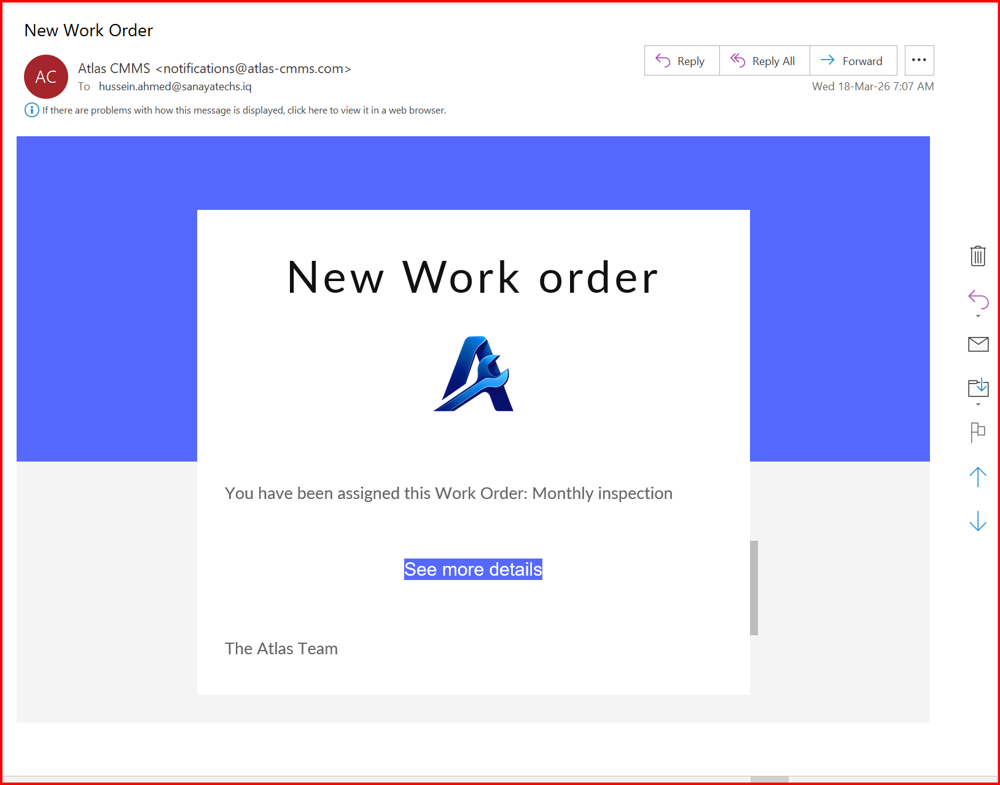 New Work Order
AC
Atlas CMMS <notifications@atlas-cmms.com>
To hussein.ahmed@sanayatechs.iq
Reply
Reply All
Forward
Wed 18-Mar-26 7:07 AM
If there are problems with how this message is displayed, click here to view it in a web browser.
New Work order
You have been assigned this Work Order: Monthly inspection
See more details
The Atlas Team